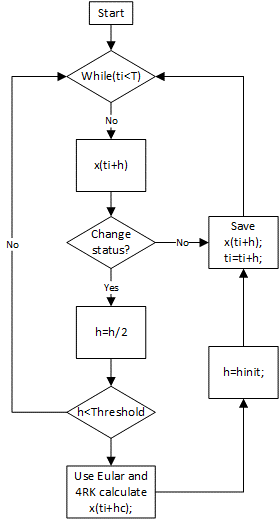 Start
While(ti<T)
No
x(ti+h)
Change
status?
No
Save
x(ti+h);
ti=ti+h;
No
Yes
h=h/2
h=hinit;
h<Threshold
Use Eular and
4RK calculate
x(ti+hc);